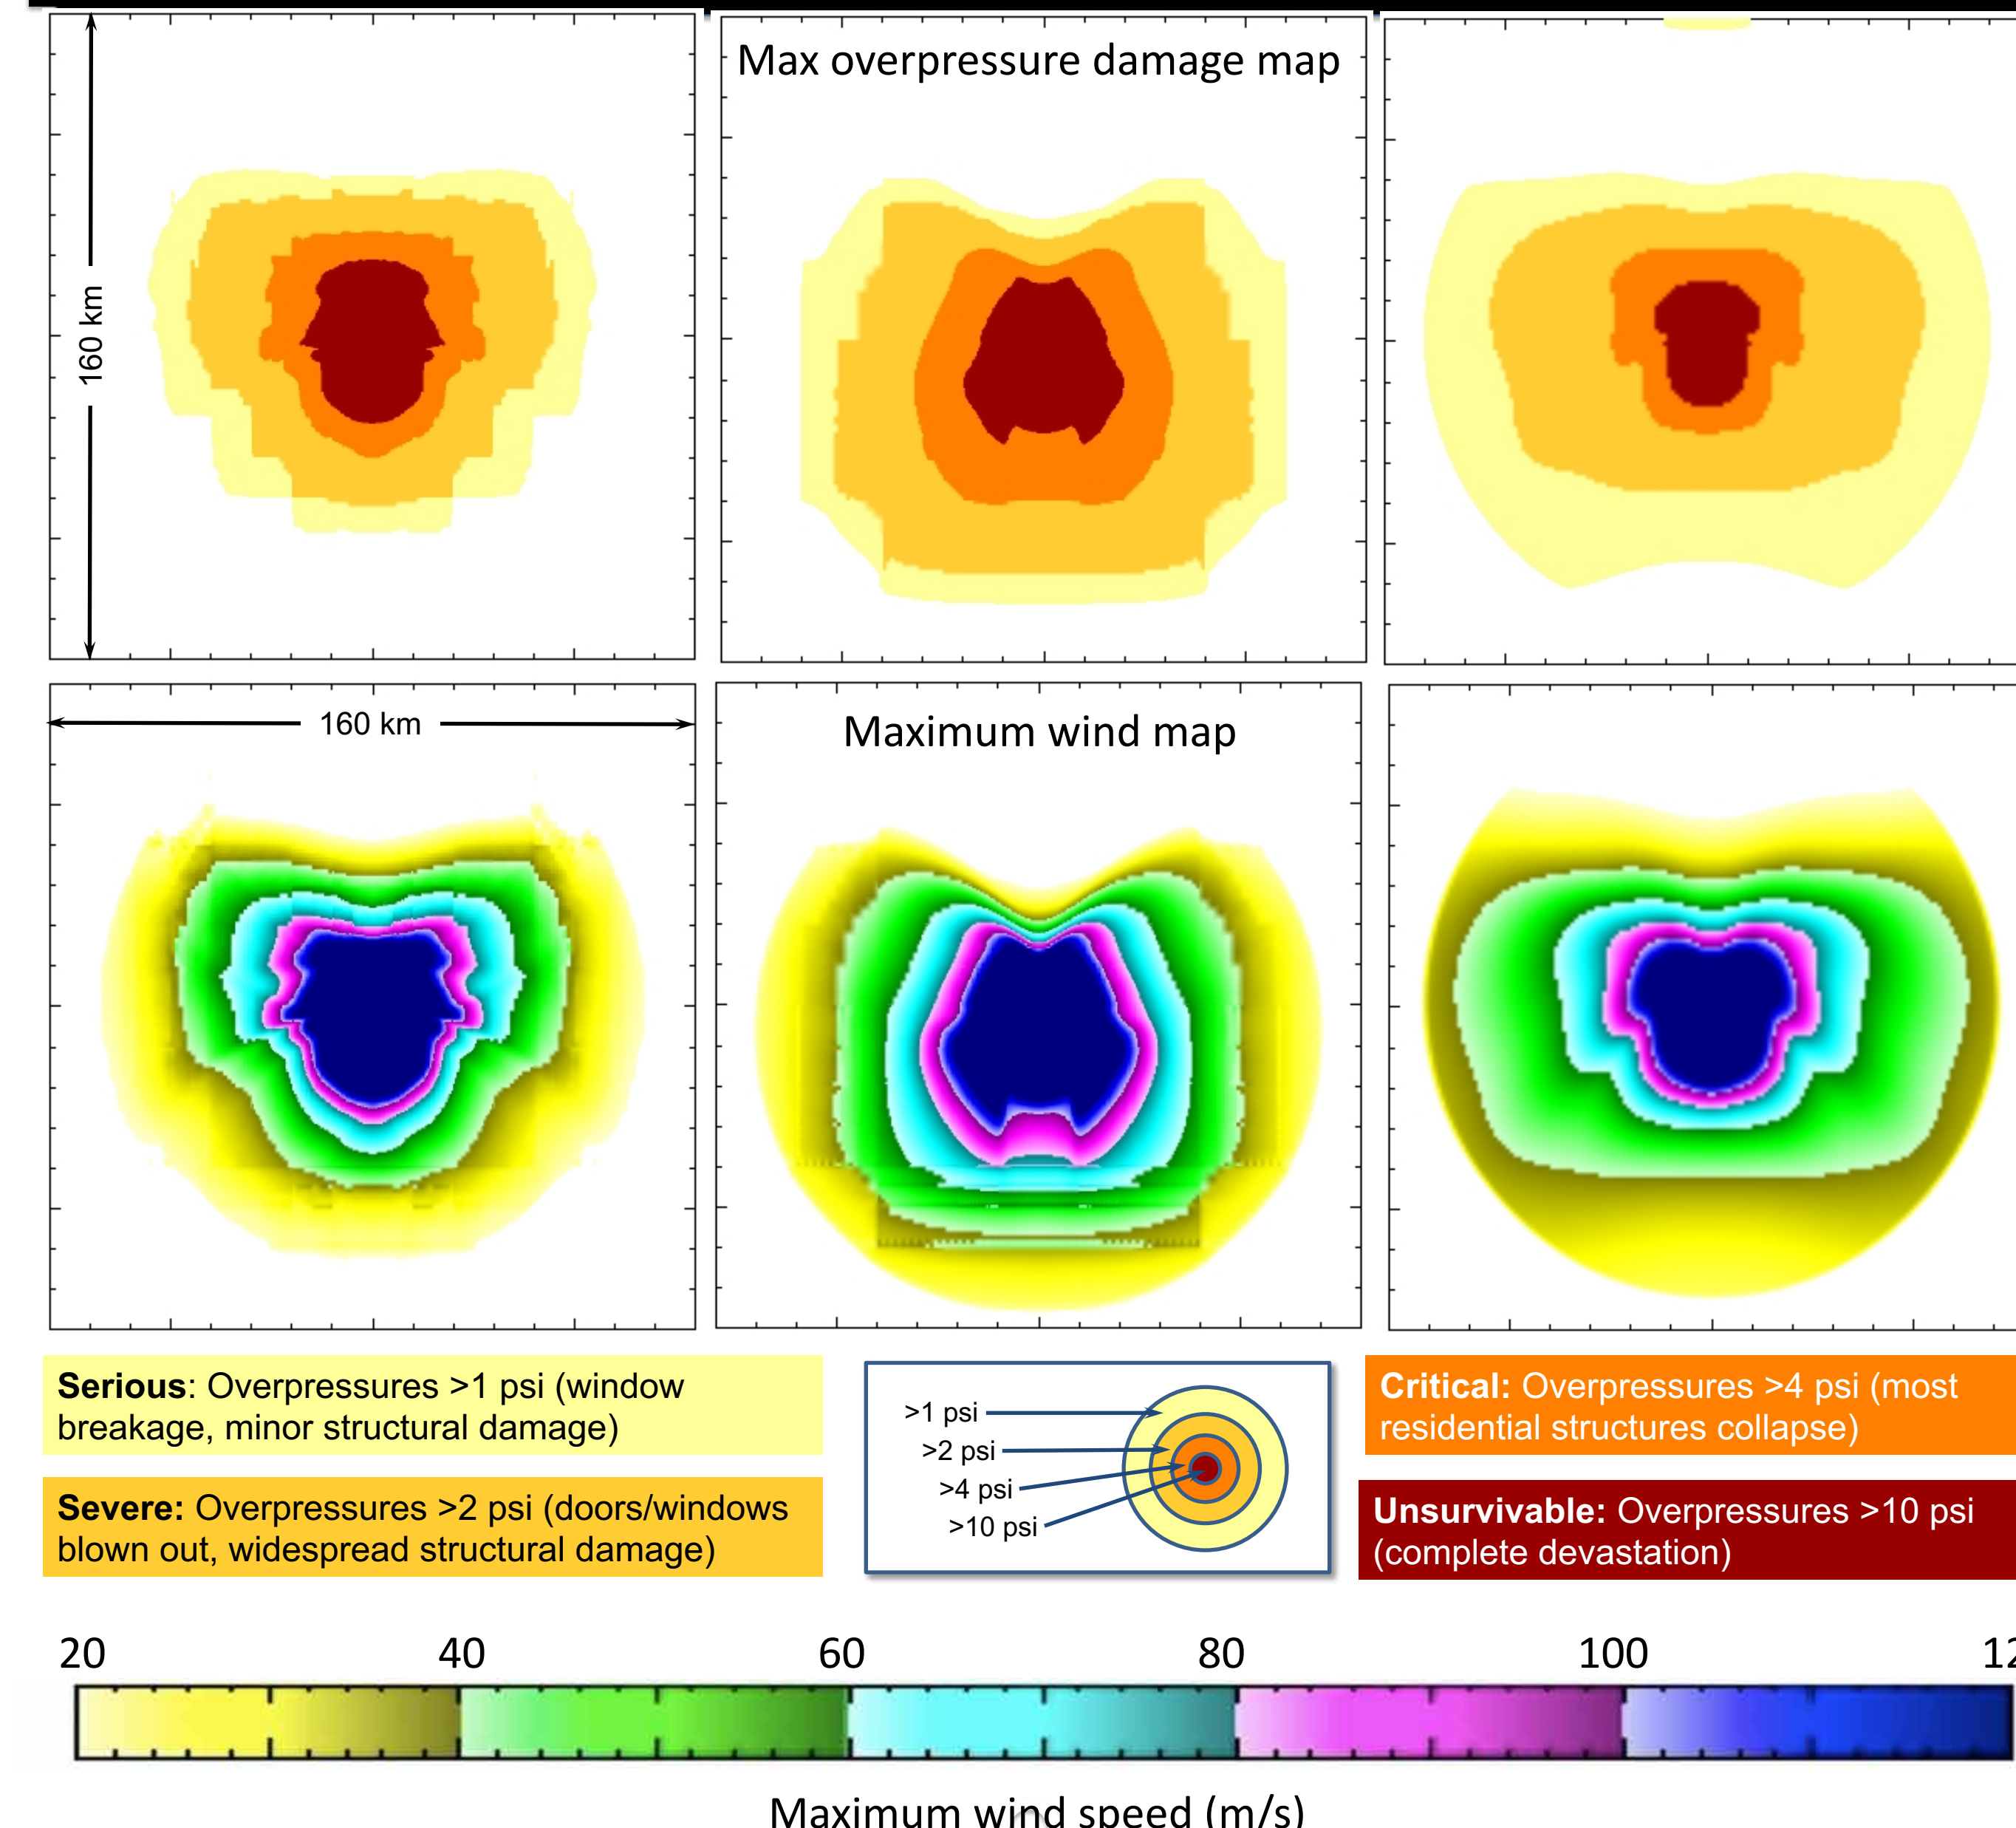 Max overpressure damage map
160 km
160 km
Maximum wind map
Serious: Overpressures >1 psi (window
breakage, minor structural damage)
Severe: Overpressures >2 psi (doors/windows
blown out, widespread structural damage)
>1 psi
>2 psi
>4 psi
>10 psi
Critical: Overpressures >4 psi (most
residential structures collapse)
Unsurvivable: Overpressures >10 psi
(complete devastation)
20 40 60 80 100
Maximum wind speed (m/s)